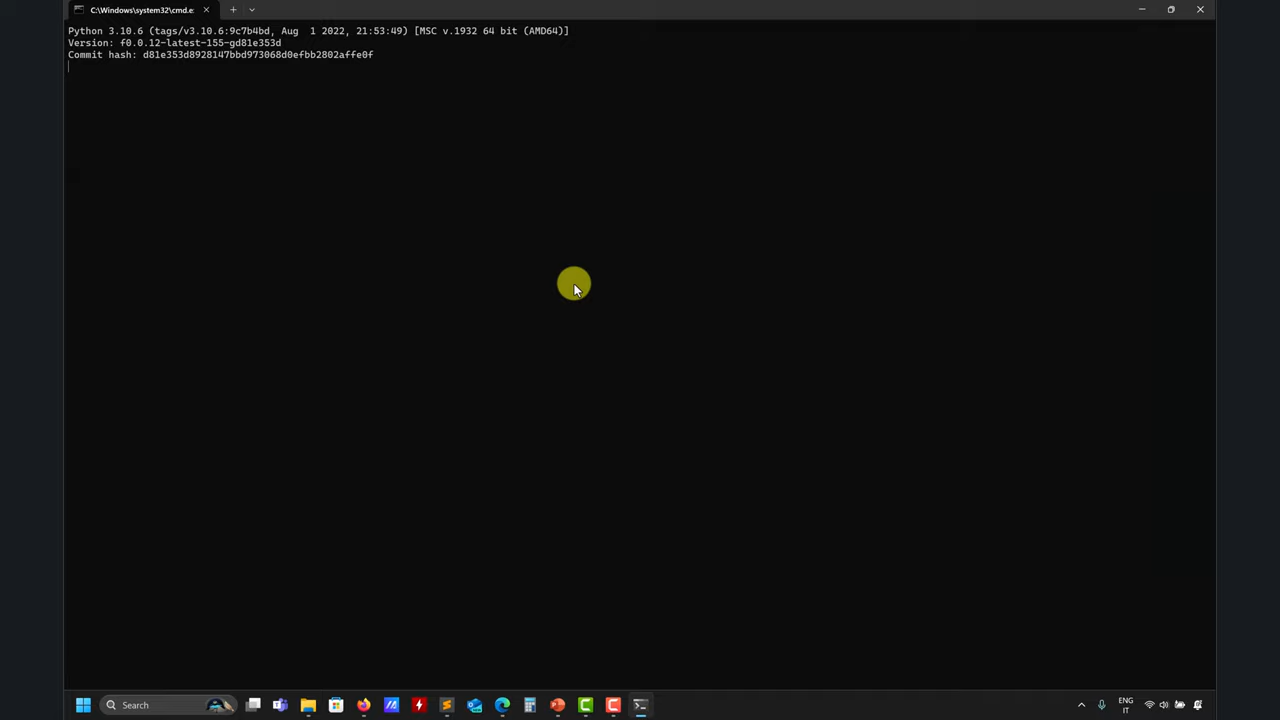 C:\Windows\system32\cmd.e:
Python 3.10.6 (tags/v3.10.6:9c7b4bd, Aug  1 2022, 21:53:49) [MSC v.1932 64 bit (AMD64)]
Version: f0.0.12-latest-155-gd81e353d
Commit hash: d81e353d8928147bbd973068d0efbb2802affe0f
Search
ENG
IT